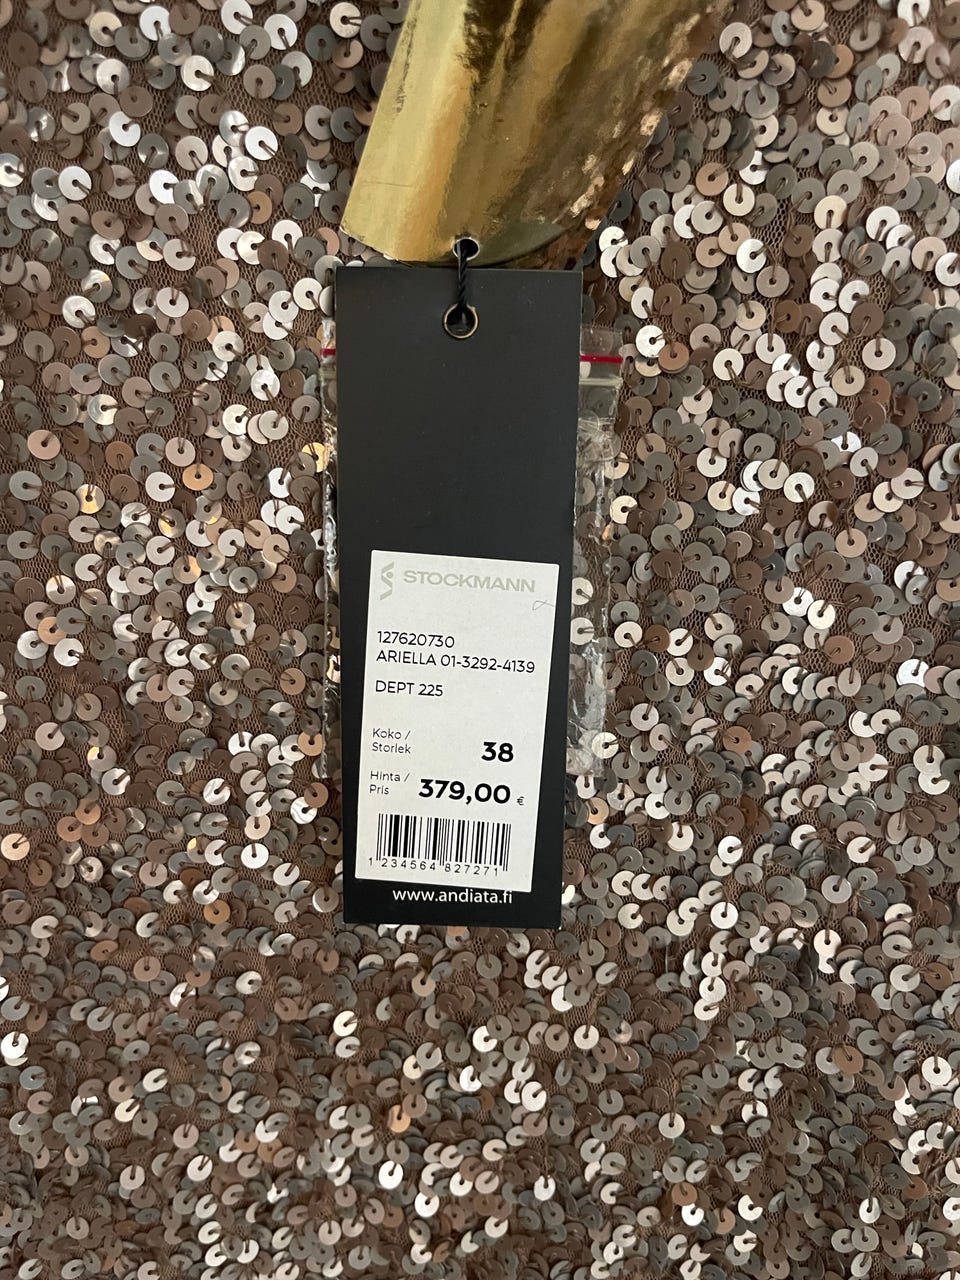 STOCKMANN
127620730
ARIELLA 01-3292-4139
DEPT 225
Koko /
Storlek
38
Hinta /
Pris
379,00 €
1 234564 827271
www.andiata.fi